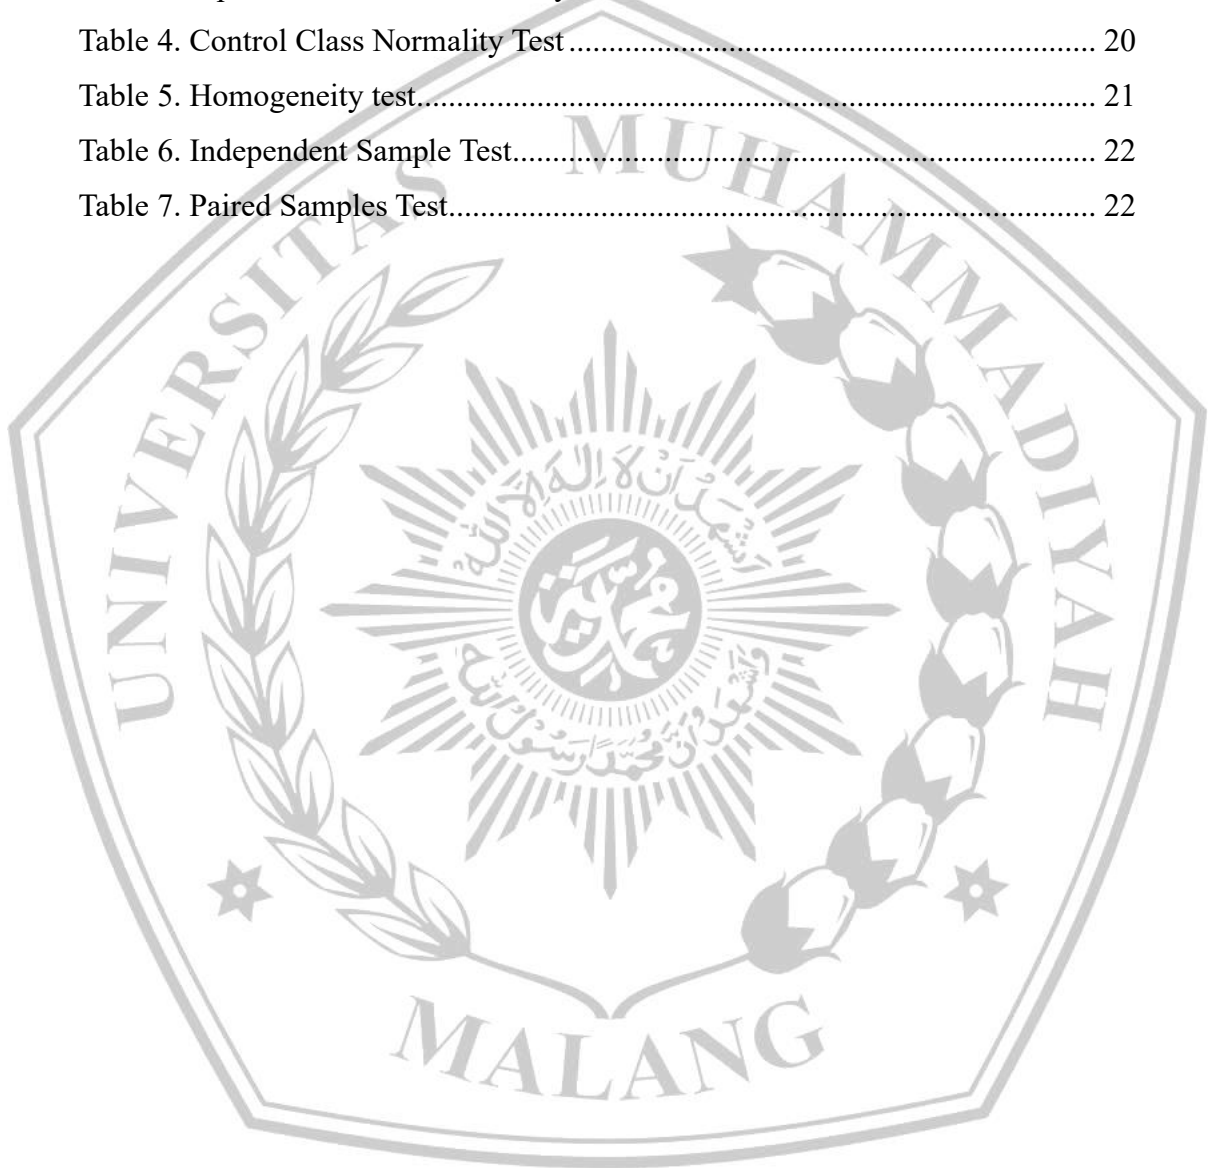 Table 4. Control Class Normality Test ................................................................ 20
Table 5. Homogeneity test.................................................................................. 21
Table 6. Independent Sample Test...................................................................... 22
Table 7. Paired Samples Test.............................................................................. 22
UNIVERSITAS MUHAMMADIYAH
MALANG